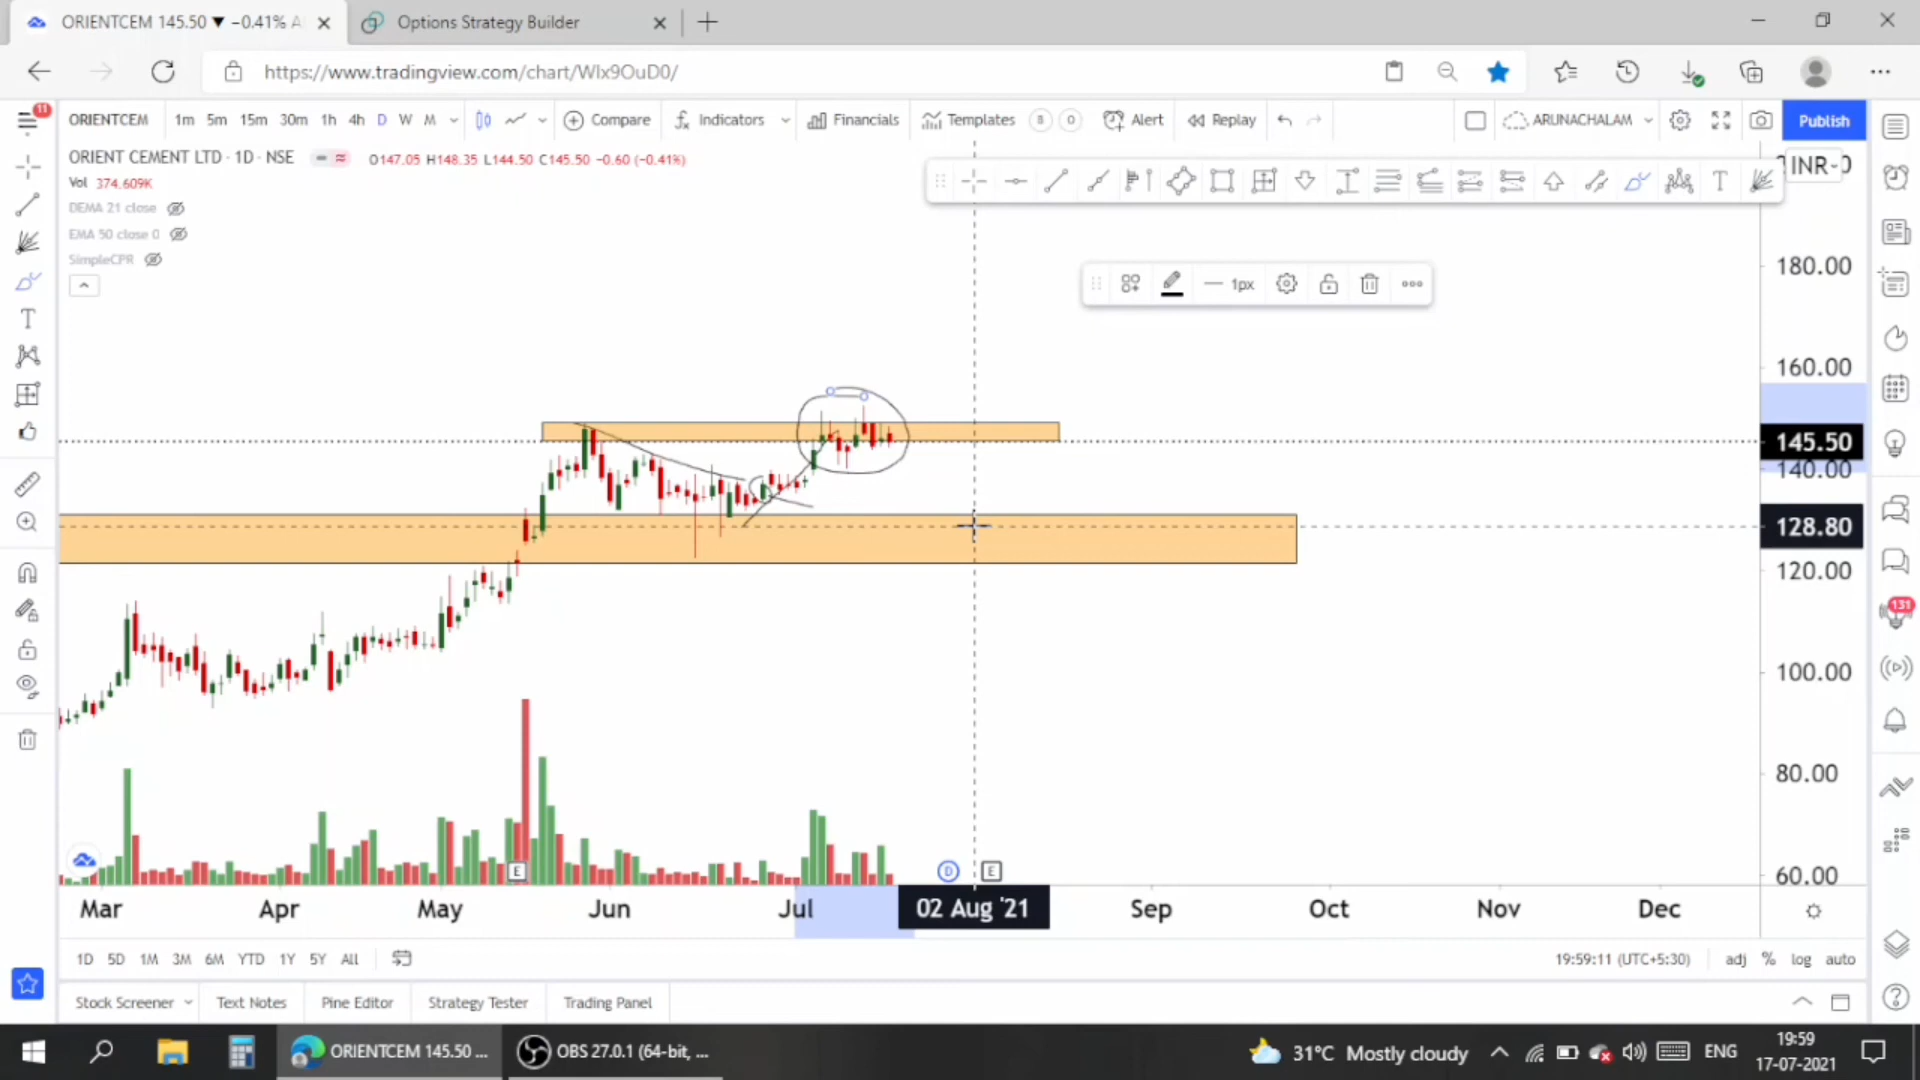 ORIENTCEM 145.50 ▼ −0.41% A
Options Strategy Builder
https://www.tradingview.com/chart/Wlx9OuD0/
11
ORIENTCEM 1m 5m 15m 30m 1h 4h D W M Compare Indicators Financials Templates 8 0 Alert Replay ARUNACHALAM Publish
ORIENT CEMENT LTD · 1D · NSE O147.05 H148.35 L144.50 C145.50 −0.60 (−0.41%)
INR
Vol 374.609K
DEMA 21 close
EMA 50 close 0
SimpleCPR
1px
180.00
160.00
145.50
140.00
128.80
120.00
100.00
80.00
60.00
131
E D E
Mar Apr May Jun Jul 02 Aug '21 Sep Oct Nov Dec
1D 5D 1M 3M 6M YTD 1Y 5Y All 19:59:11 (UTC+5:30) adj % log auto
Stock Screener Text Notes Pine Editor Strategy Tester Trading Panel
ORIENTCEM 145.50 ... OBS 27.0.1 (64-bit, ... 31°C Mostly cloudy ENG 19:59
17-07-2021